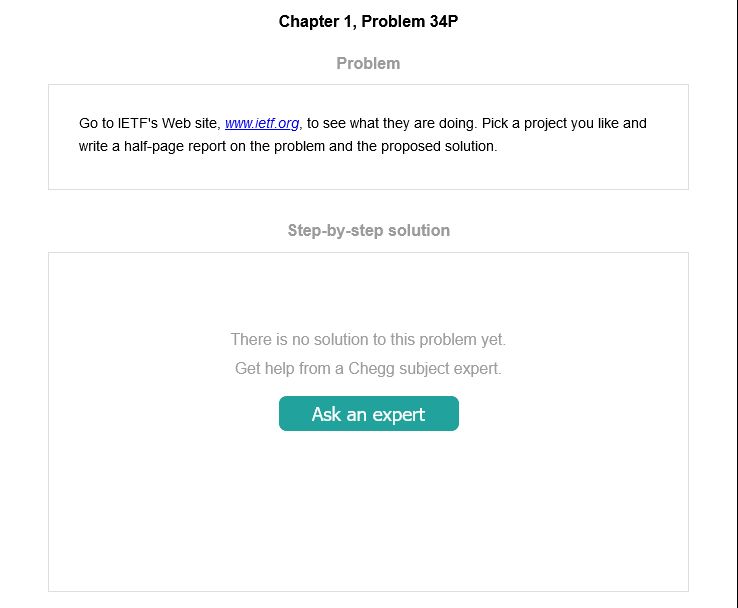 Chapter 1, Problem 34P
Problem
Go to IETF's Web site, www.ietf.org, to see what they are doing. Pick a project you like and
write a half-page report on the problem and the proposed solution.
Step-by-step solution
There is no solution to this problem yet.
Get help from a Chegg subject expert.
Ask an expert